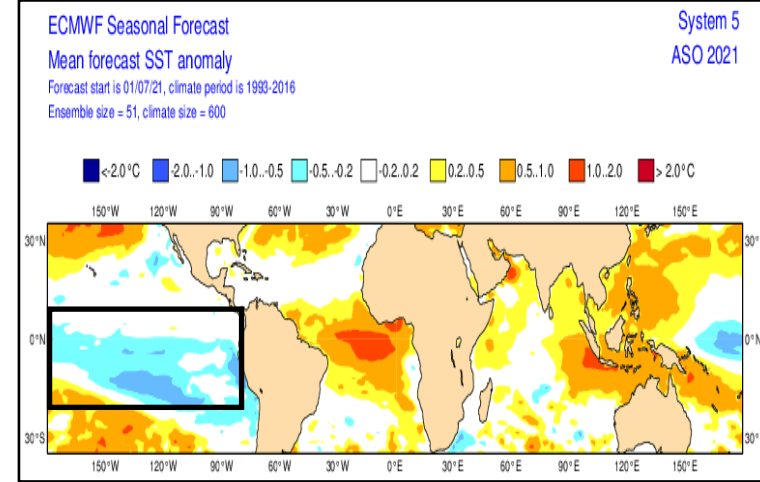 ECMWF Seasonal Forecast
System 5
Mean forecast SST anomaly
ASO 2021
Forecast start is 01/07/21, climate period is 1993-2016
Ensemble size = 51, climate size = 600
<-2.0°C -2.0..-1.0 -1.0..-0.5 -0.5..-0.2 -0.2..0.2 0.2..0.5 0.5..1.0 1.0..2.0 > 2.0°C
150°W 120°W 90°W 60°W 30°W 0°E 30°E 60°E 90°E 120°E 150°E
30°N 30°
0°N 0°N
30°S 30°
150°W 120°W 90°W 60°W 30°W 0°E 30°E 60°E 90°E 120°E 150°E